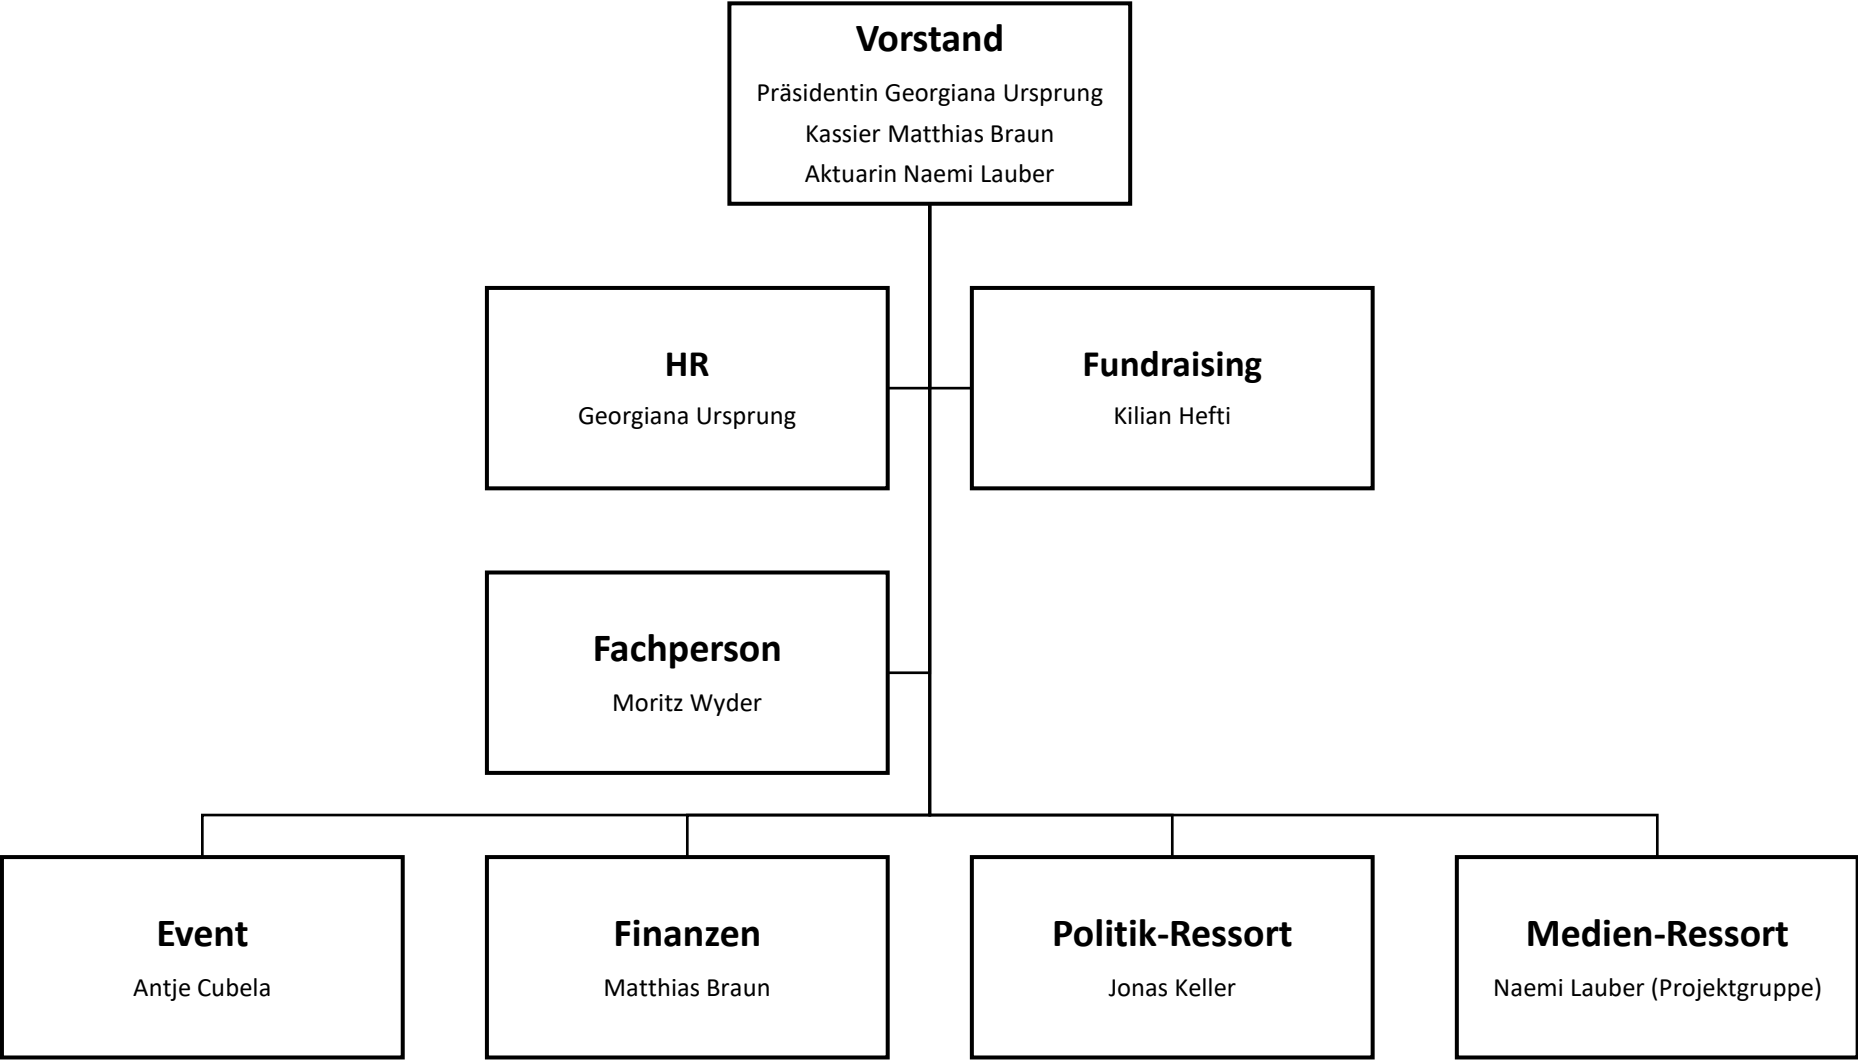 Vorstand
Präsidentin Georgiana Ursprung
Kassier Matthias Braun
Aktuarin Naemi Lauber
HR
Georgiana Ursprung
Fundraising
Kilian Hefti
Fachperson
Moritz Wyder
Event
Antje Cubela
Finanzen
Matthias Braun
Politik-Ressort
Jonas Keller
Medien-Ressort
Naemi Lauber (Projektgruppe)